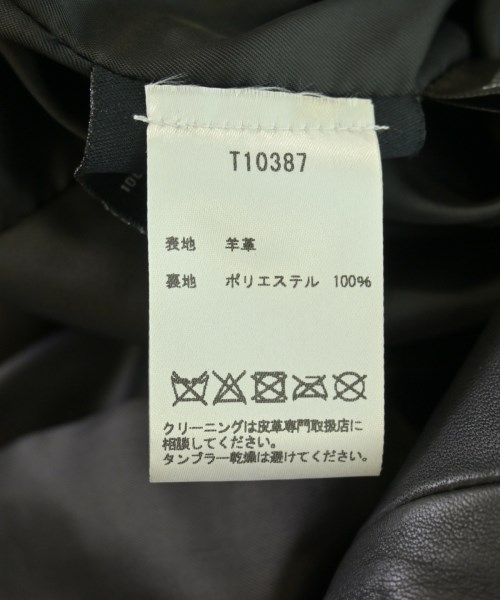 T10387
表地 羊革
裏地 ポリエステル 100%
クリーニングは皮革専門取扱店に
相談してください。
タンブラー乾燥は避けてください。